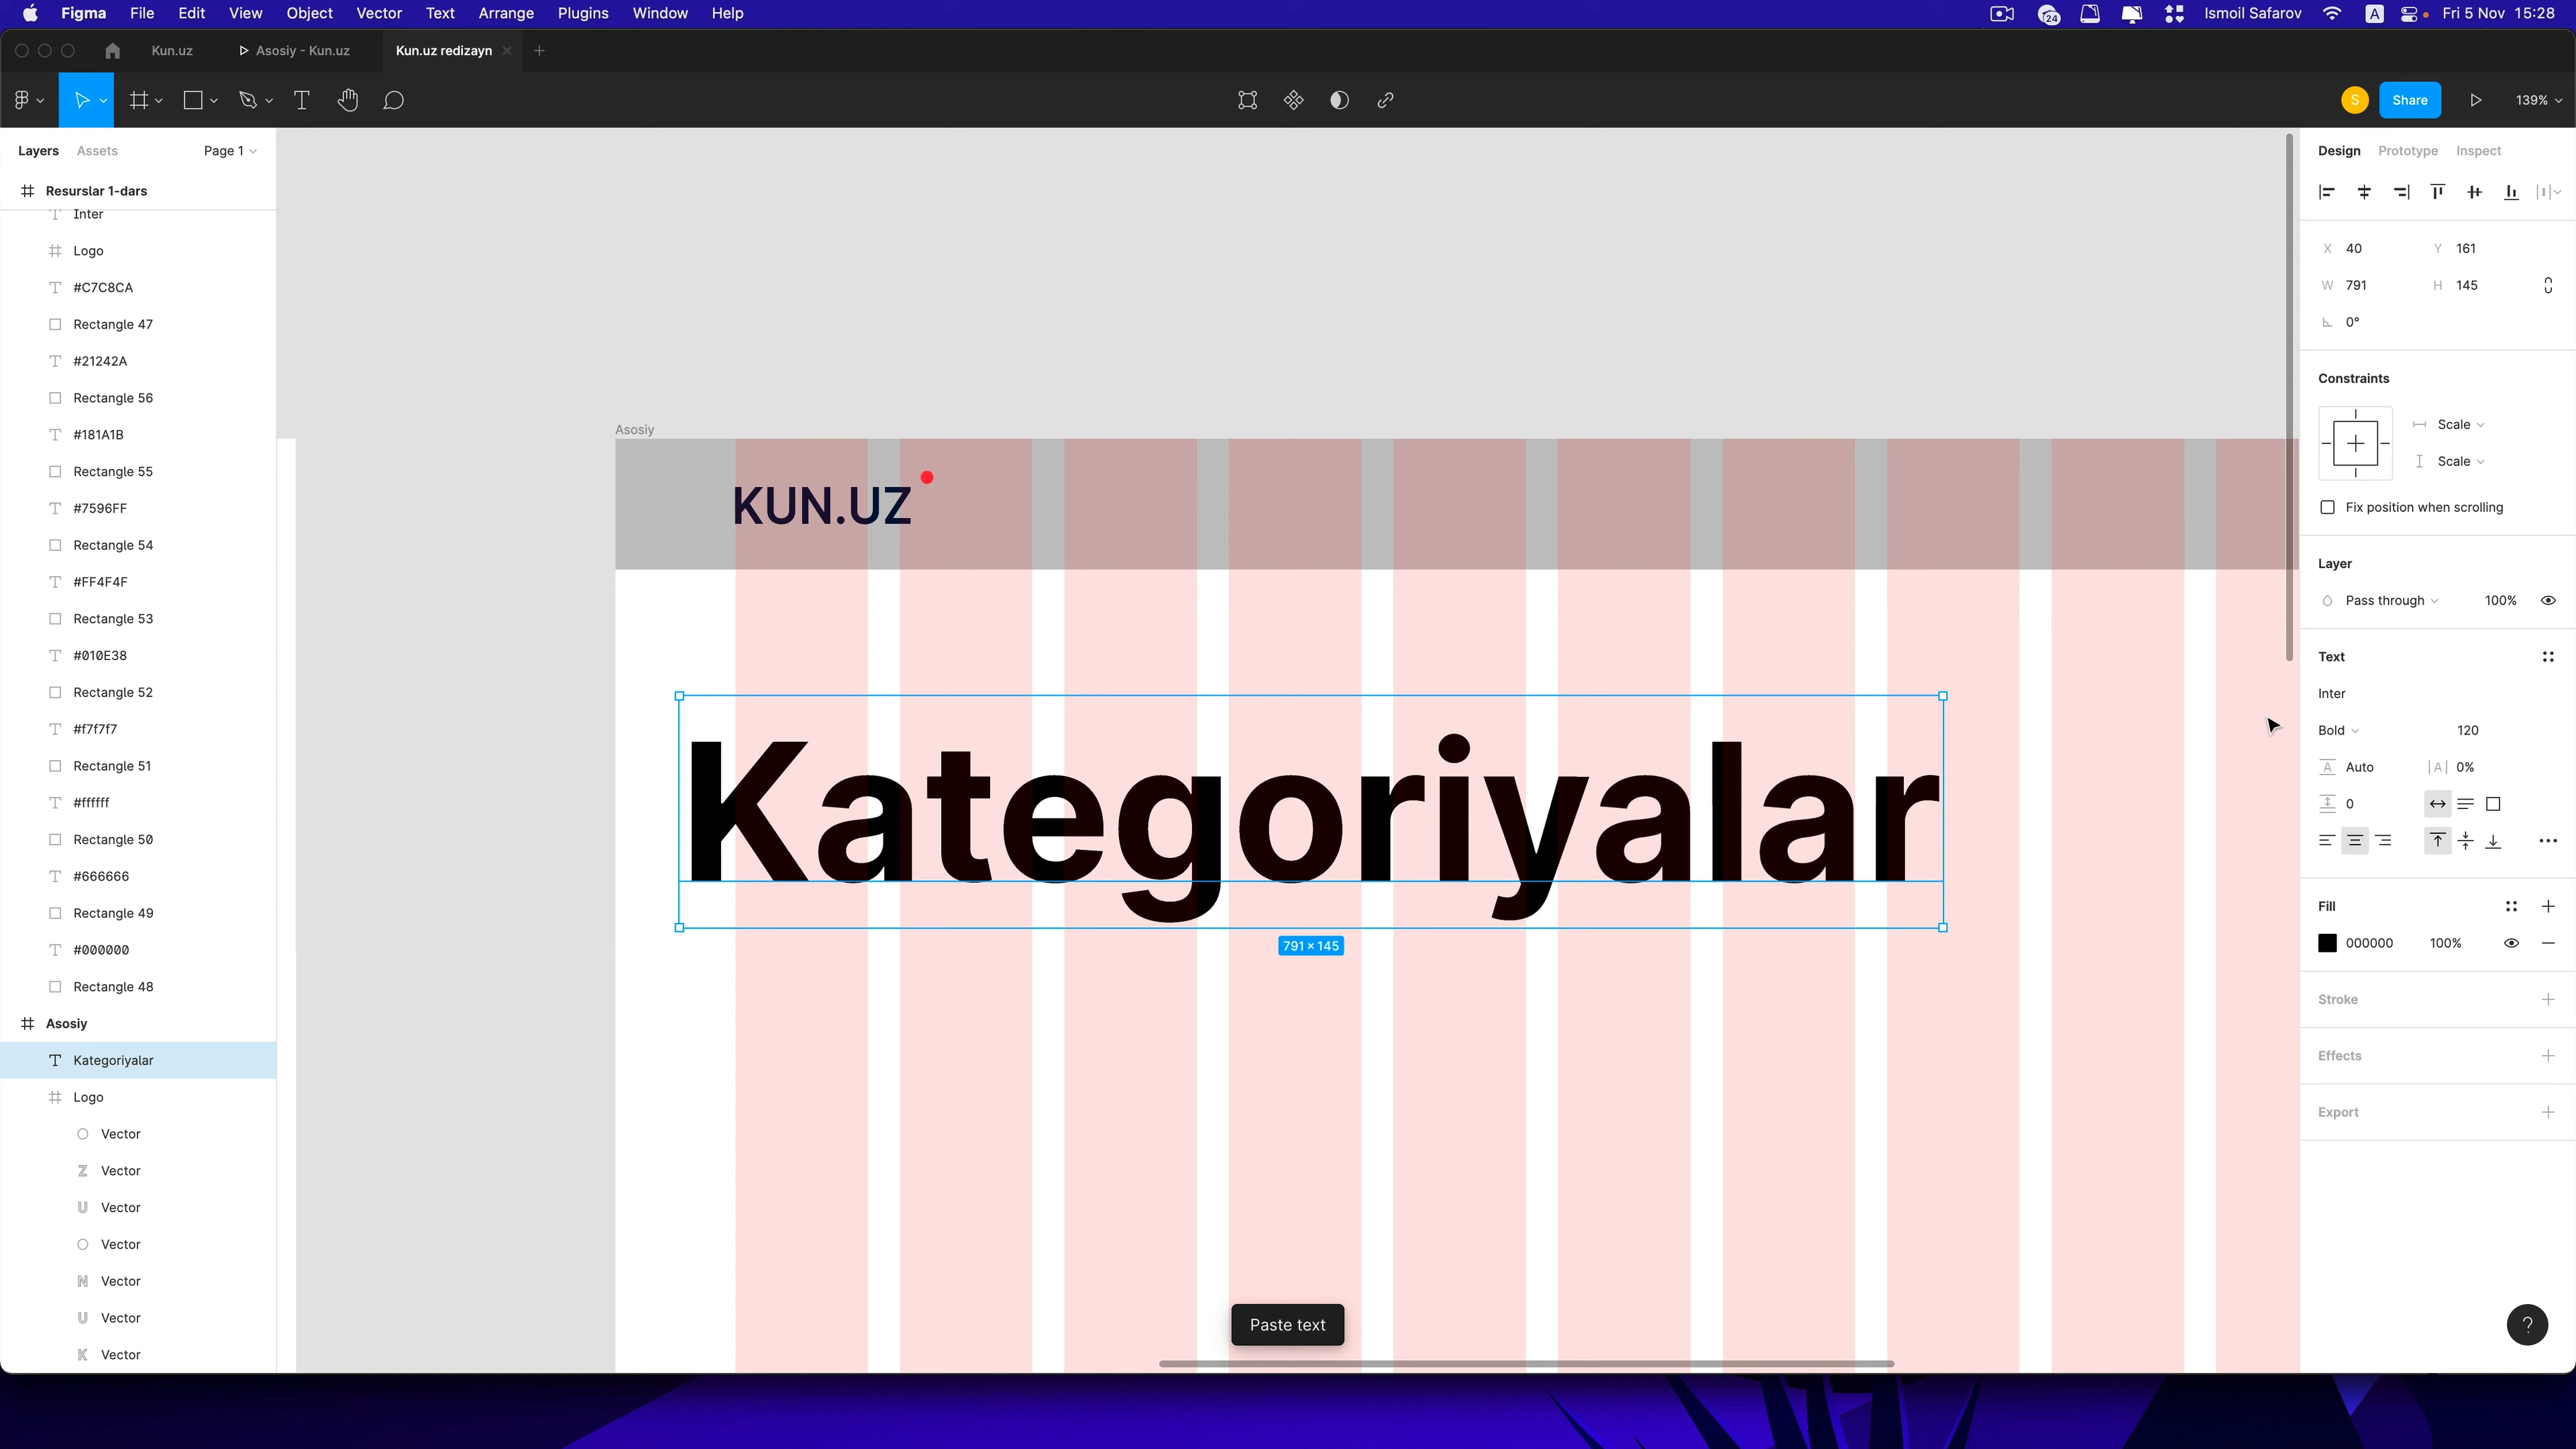 Figma File Edit View Object Vector Text Arrange Plugins Window Help
24 Ismoil Safarov A Fri 5 Nov 15:28
Kun.uz Asosiy - Kun.uz Kun.uz redizayn
S Share 139%
Layers Assets Page 1
Resurslar 1-dars
Inter
Logo
#C7C8CA
Rectangle 47
#21242A
Rectangle 56
#181A1B
Rectangle 55
#7596FF
Rectangle 54
#FF4F4F
Rectangle 53
#010E38
Rectangle 52
#f7f7f7
Rectangle 51
#ffffff
Rectangle 50
#666666
Rectangle 49
#000000
Rectangle 48
Asosiy
Kategoriyalar
Logo
Vector
Vector
Vector
Vector
Vector
Vector
Vector
Asosiy
KUN.UZ
Kategoriyalar
791 × 145
Paste text
Design Prototype Inspect
X 40 Y 161
W 791 H 145
0°
Constraints
Scale
Scale
Fix position when scrolling
Layer
Pass through 100%
Text
Inter
Bold 120
A Auto |A| 0%
0
Fill
000000 100%
Stroke
Effects
Export
?